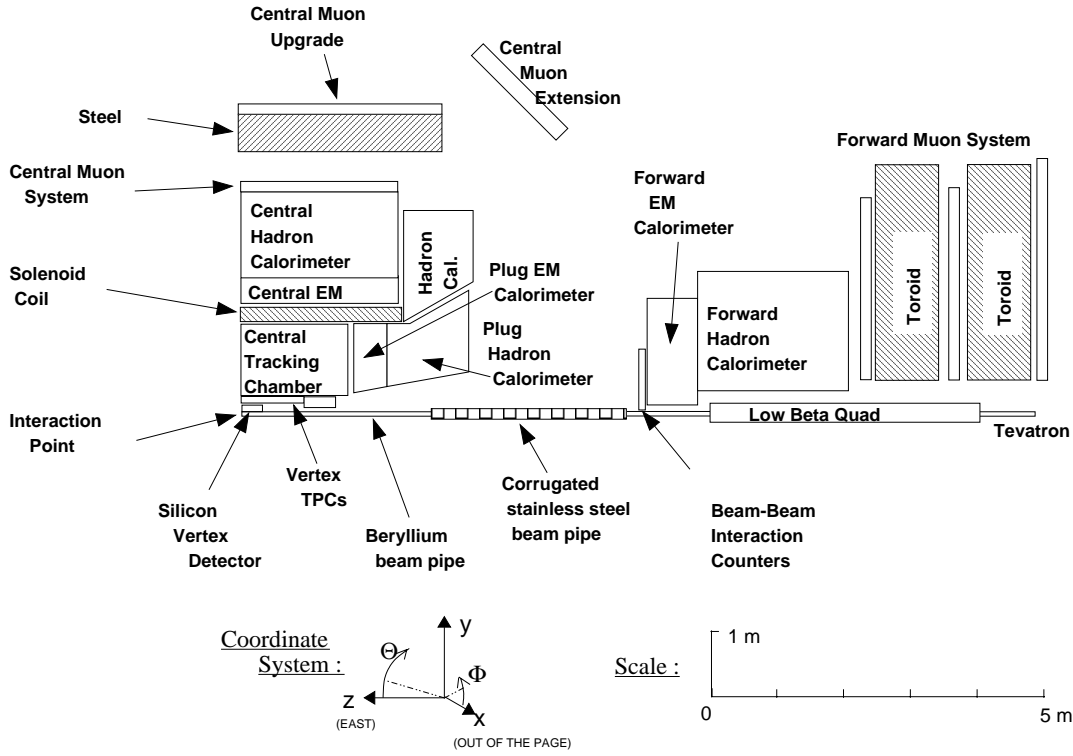 Central Muon
Upgrade
Central
Muon
Extension
Steel
Forward Muon System
Central Muon
System
Forward
EM
Calorimeter
Central
Hadron
Calorimeter
Hadron
Cal.
Solenoid
Coil
Central EM
Plug EM
Calorimeter
Toroid
Toroid
Central
Tracking
Chamber
Plug
Hadron
Calorimeter
Forward
Hadron
Calorimeter
Interaction
Point
Low Beta Quad
Tevatron
Silicon
Vertex
Detector
Vertex
TPCs
Beryllium
beam pipe
Corrugated
stainless steel
beam pipe
Beam-Beam
Interaction
Counters
Coordinate
System :
Θ
y
Φ
z
(EAST)
x
(OUT OF THE PAGE)
Scale :
1 m
0
5 m